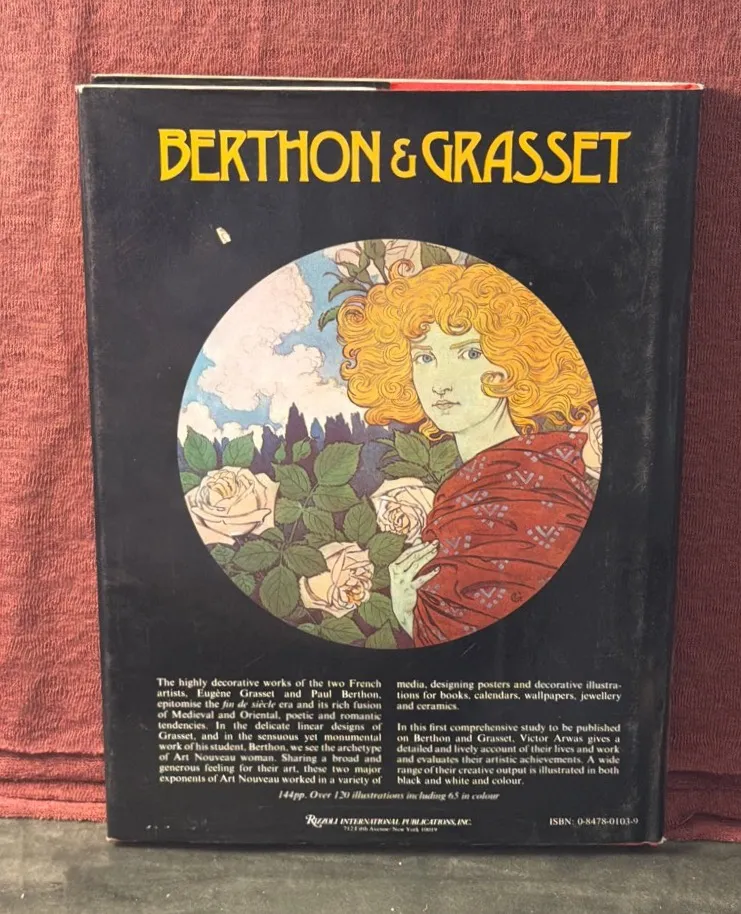 BERTHON & GRASSET
The highly decorative works of the two French
artists, Eugène Grasset and Paul Berthon,
epitomise the fin de siècle era and its rich fusion
of Medieval and Oriental, poetic and romantic
tendencies. In the delicate linear designs of
Grasset, and in the sensuous yet monumental
work of his student, Berthon, we see the archetype
of Art Nouveau woman. Sharing a broad and
generous feeling for their art, these two major
exponents of Art Nouveau worked in a variety of
media, designing posters and decorative illustra-
tions for books, calendars, wallpapers, jewellery
and ceramics.
In this first comprehensive study to be published
on Berthon and Grasset, Victor Arwas gives a
detailed and lively account of their lives and work
and evaluates their artistic achievements. A wide
range of their creative output is illustrated in both
black and white and colour.
144pp. Over 120 illustrations including 65 in colour
RIZZOLI INTERNATIONAL PUBLICATIONS, INC.
712 Fifth Avenue/New York 10019
ISBN: 0-8478-0103-9